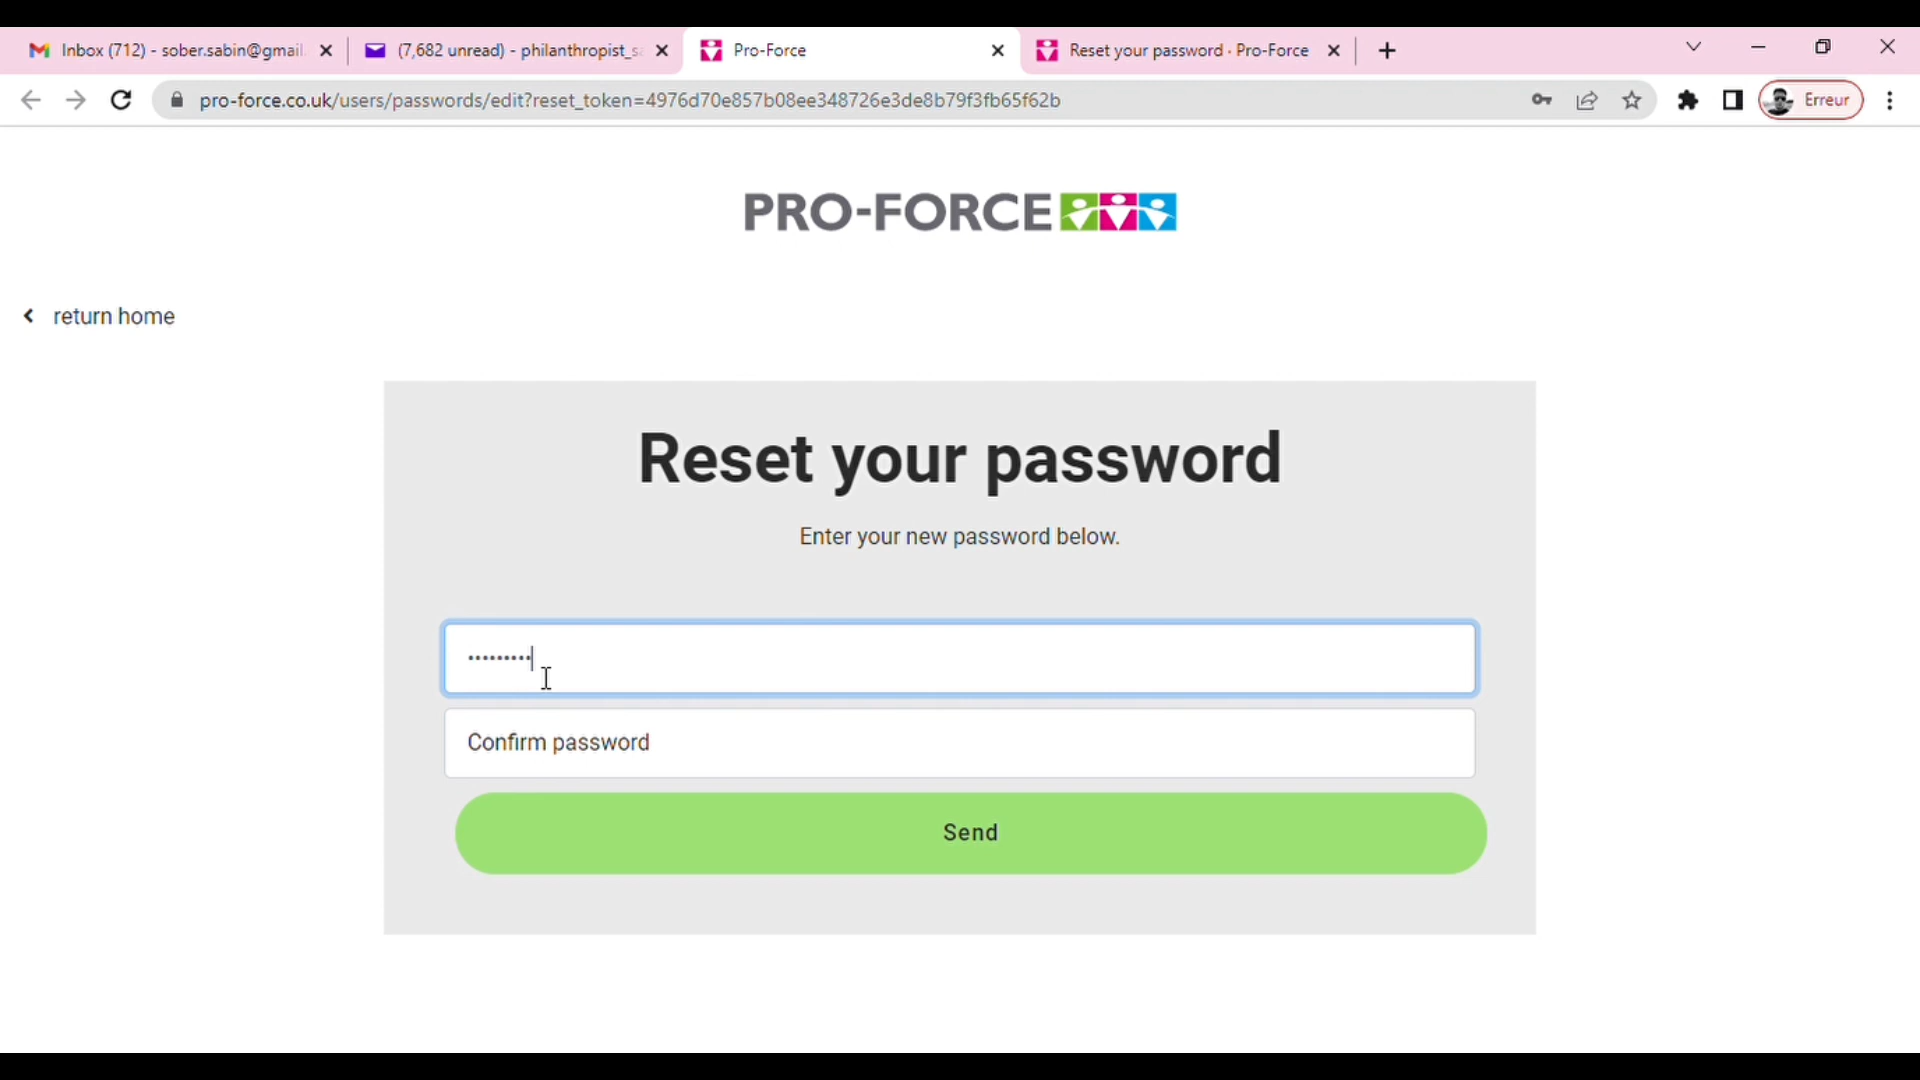 Inbox (712) - sober.sabin@gmail.
(7,682 unread) - philanthropist_s
Pro-Force
Reset your password · Pro-Force
pro-force.co.uk/users/passwords/edit?reset_token=4976d70e857b08ee348726e3de8b79f3fb65f62b
Erreur
PRO-FORCE
return home
Reset your password
Enter your new password below.
Confirm password
Send